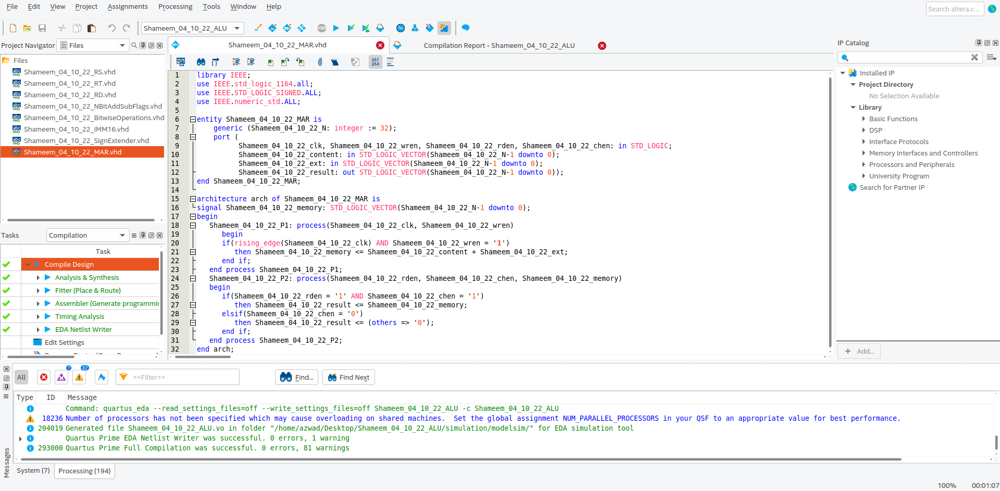 File Edit View Project Assignments Processing Tools Window Help
Search altera.c...
Shameem_04_10_22_ALU
STOP
Project Navigator Files
Files
Shameem_04_10_22_RS.vhd
Shameem_04_10_22_RT.vhd
Shameem_04_10_22_RD.vhd
Shameem_04_10_22_NBitAddSubFlags.vhd
Shameem_04_10_22_BitwiseOperations.vhd
Shameem_04_10_22_IMM16.vhd
Shameem_04_10_22_SignExtender.vhd
Shameem_04_10_22_MAR.vhd
Tasks Compilation
Task
Compile Design
Analysis & Synthesis
Fitter (Place & Route)
Assembler (Generate programmin
Timing Analysis
EDA Netlist Writer
Edit Settings
Shameem_04_10_22_MAR.vhd
Compilation Report - Shameem_04_10_22_ALU
267
268
1 library IEEE;
2 use IEEE.std_logic_1164.all;
3 use IEEE.STD_LOGIC_SIGNED.ALL;
4 use IEEE.numeric_std.ALL;
5
6 entity Shameem_04_10_22_MAR is
7 generic (Shameem_04_10_22_N: integer := 32);
8 port (
9 Shameem_04_10_22_clk, Shameem_04_10_22_wren, Shameem_04_10_22_rden, Shameem_04_10_22_chen: in STD_LOGIC;
10 Shameem_04_10_22_content: in STD_LOGIC_VECTOR(Shameem_04_10_22_N-1 downto 0);
11 Shameem_04_10_22_ext: in STD_LOGIC_VECTOR(Shameem_04_10_22_N-1 downto 0);
12 Shameem_04_10_22_result: out STD_LOGIC_VECTOR(Shameem_04_10_22_N-1 downto 0));
13 end Shameem_04_10_22_MAR;
14
15 architecture arch of Shameem_04_10_22_MAR is
16 signal Shameem_04_10_22_memory: STD_LOGIC_VECTOR(Shameem_04_10_22_N-1 downto 0);
17 begin
18 Shameem_04_10_22_P1: process(Shameem_04_10_22_clk, Shameem_04_10_22_wren)
19 begin
20 if(rising_edge(Shameem_04_10_22_clk) AND Shameem_04_10_22_wren = '1')
21 then Shameem_04_10_22_memory <= Shameem_04_10_22_content + Shameem_04_10_22_ext;
22 end if;
23 end process Shameem_04_10_22_P1;
24 Shameem_04_10_22_P2: process(Shameem_04_10_22_rden, Shameem_04_10_22_chen, Shameem_04_10_22_memory)
25 begin
26 if(Shameem_04_10_22_rden = '1' AND Shameem_04_10_22_chen = '1')
27 then Shameem_04_10_22_result <= Shameem_04_10_22_memory;
28 elsif(Shameem_04_10_22_chen = '0')
29 then Shameem_04_10_22_result <= (others => '0');
30 end if;
31 end process Shameem_04_10_22_P2;
32 end arch;
IP Catalog
Installed IP
Project Directory
No Selection Available
Library
Basic Functions
DSP
Interface Protocols
Memory Interfaces and Controllers
Processors and Peripherals
University Program
Search for Partner IP
+ Add...
All 7 42 <<Filter>> Find... Find Next
Type ID Message
Command: quartus_eda --read_settings_files=off --write_settings_files=off Shameem_04_10_22_ALU -c Shameem_04_10_22_ALU
18236 Number of processors has not been specified which may cause overloading on shared machines. Set the global assignment NUM_PARALLEL_PROCESSORS in your QSF to an appropriate value for best performance.
204019 Generated file Shameem_04_10_22_ALU.vo in folder "/home/azwad/Desktop/Shameem_04_10_22_ALU/simulation/modelsim/" for EDA simulation tool
Quartus Prime EDA Netlist Writer was successful. 0 errors, 1 warning
293000 Quartus Prime Full Compilation was successful. 0 errors, 81 warnings
Messages
System (7) Processing (194)
100% 00:01:07